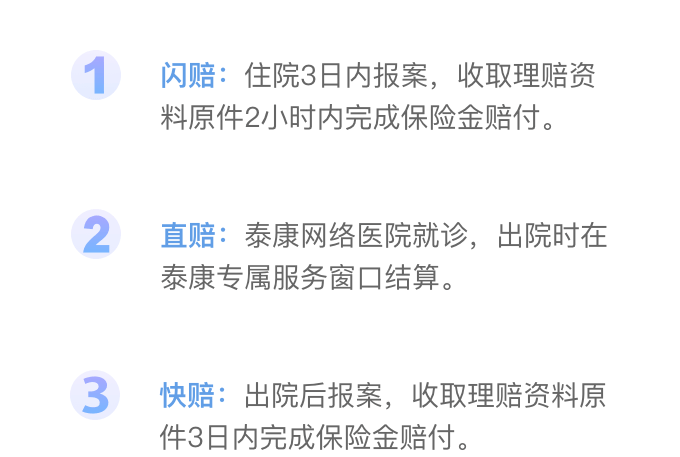 1
闪赔：住院3日内报案，收取理赔资
料原件2小时内完成保险金赔付。
2
直赔：泰康网络医院就诊，出院时在
泰康专属服务窗口结算。
3
快赔：出院后报案，收取理赔资料原
件3日内完成保险金赔付。